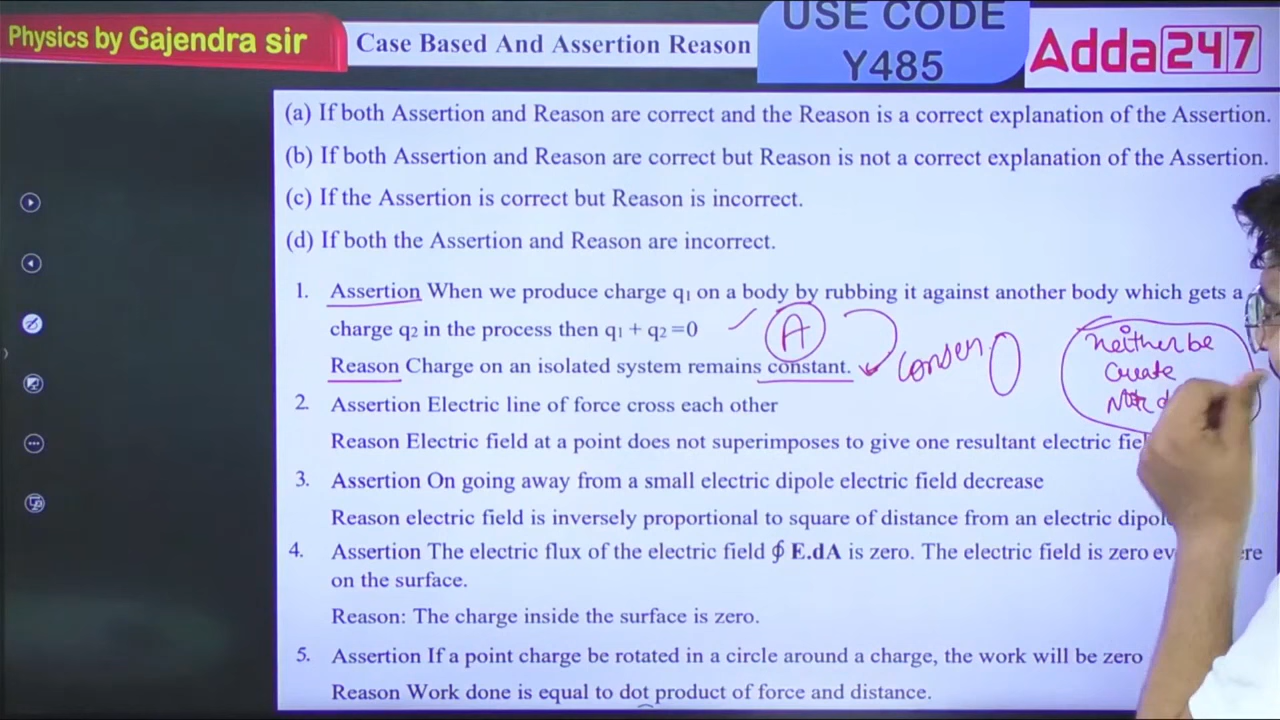 Physics by Gajendra sir
Case Based And Assertion Reason
USE CODE
Y485
Adda247
(a) If both Assertion and Reason are correct and the Reason is a correct explanation of the Assertion.
(b) If both Assertion and Reason are correct but Reason is not a correct explanation of the Assertion.
(c) If the Assertion is correct but Reason is incorrect.
(d) If both the Assertion and Reason are incorrect.
1. Assertion When we produce charge q₁ on a body by rubbing it against another body which gets a
charge q₂ in the process then q₁ + q₂ =0
A
Reason Charge on an isolated system remains constant.
consen
neither be
create
2. Assertion Electric line of force cross each other
Reason Electric field at a point does not superimposes to give one resultant electric
3. Assertion On going away from a small electric dipole electric field decrease
Reason electric field is inversely proportional to square of distance from an electric
4. Assertion The electric flux of the electric field ∮ E.dA is zero. The electric field is zero
on the surface.
Reason: The charge inside the surface is zero.
5. Assertion If a point charge be rotated in a circle around a charge, the work will be zero
Reason Work done is equal to dot product of force and distance.